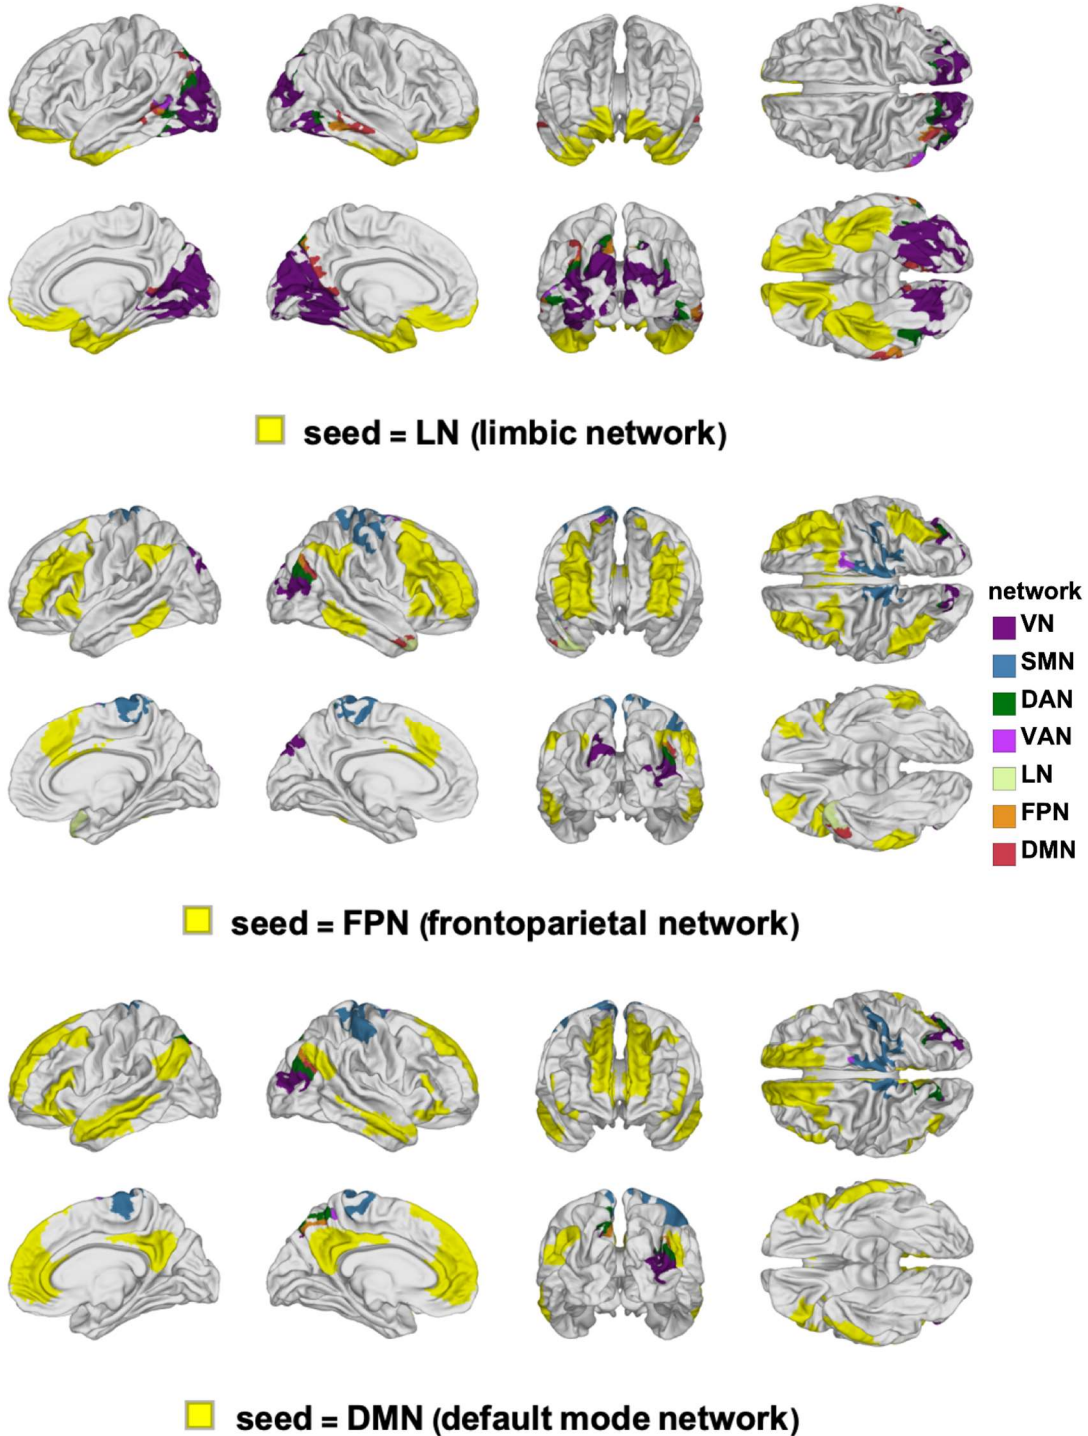 seed = LN (limbic network)
network
VN
SMN
DAN
VAN
LN
FPN
DMN
seed = FPN (frontoparietal network)
seed = DMN (default mode network)